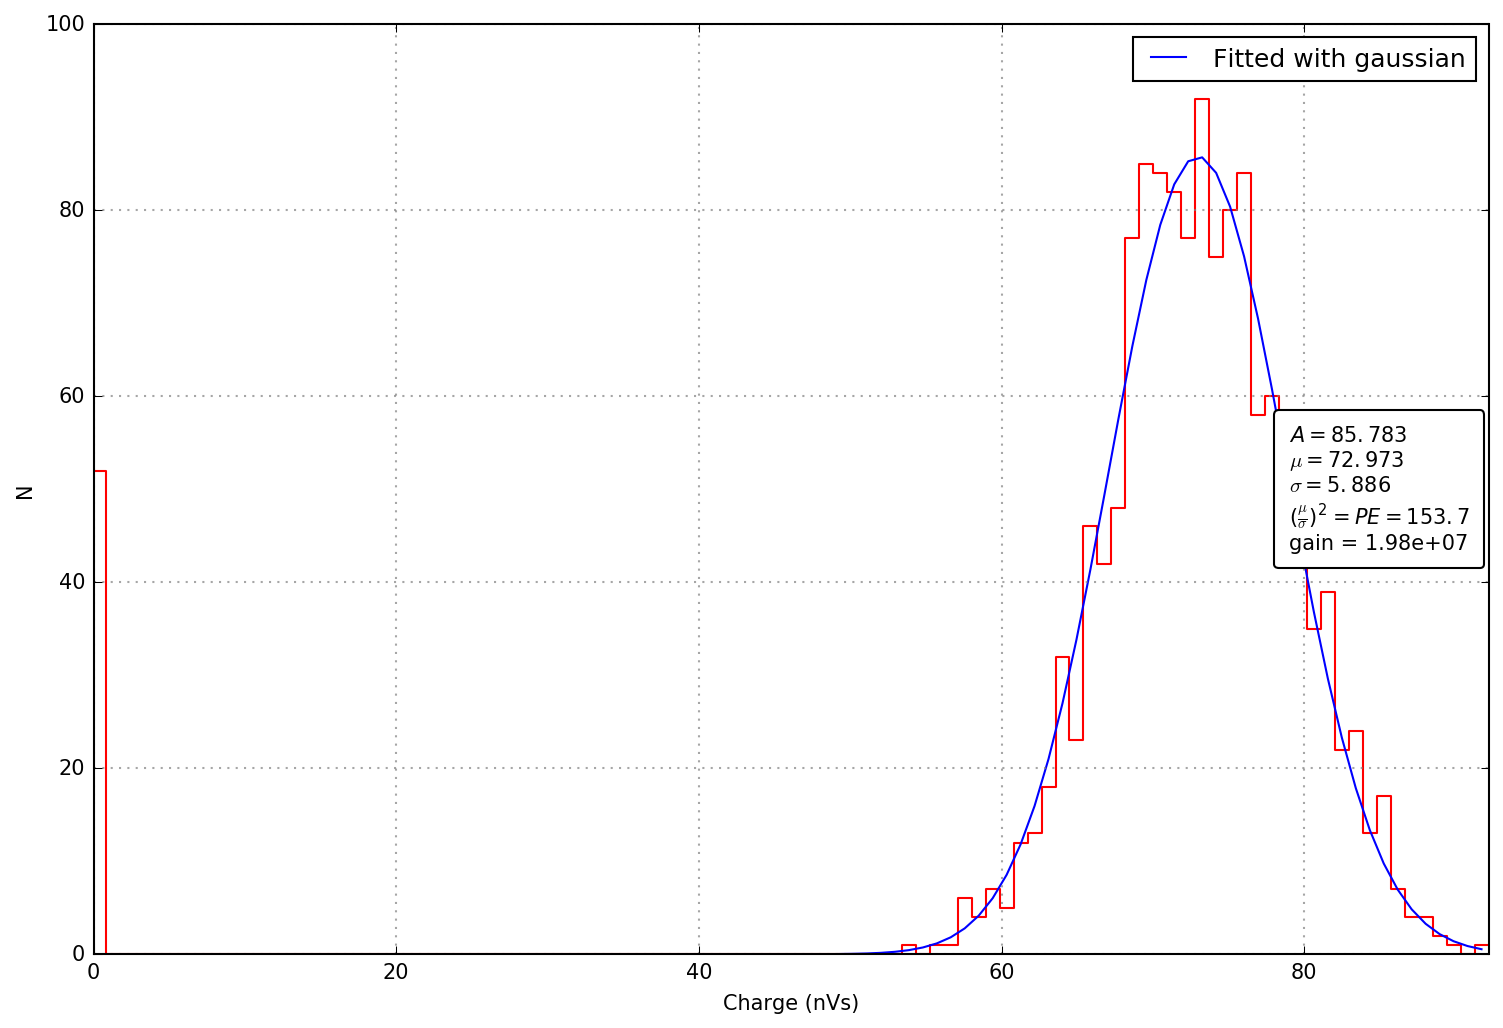 100
80
60
40
20
0
N
0 20 40 60 80
Charge (nVs)
Fitted with gaussian
A = 85.783
μ = 72.973
σ = 5.886
(μ/σ)² = PE = 153.7
gain = 1.98e+07